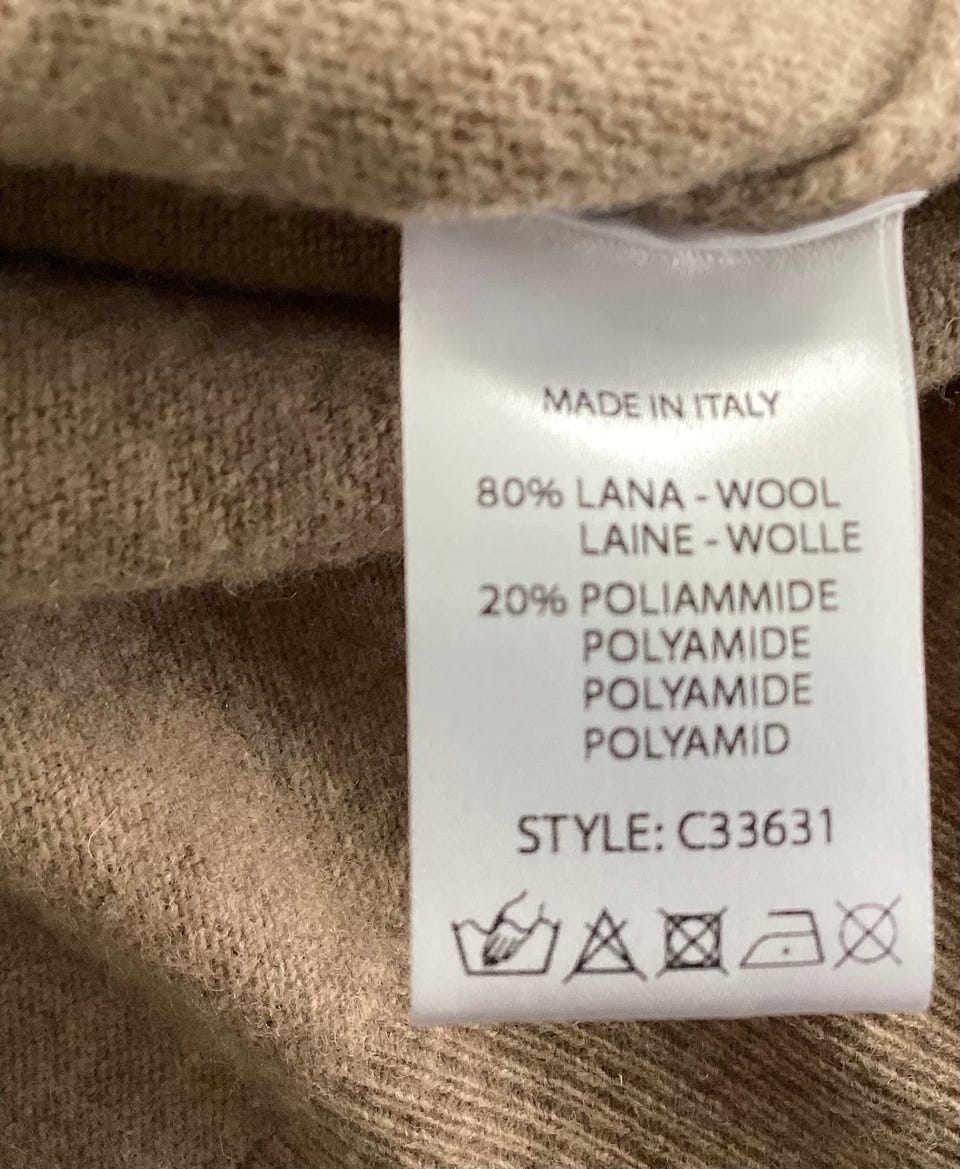 MADE IN ITALY
80% LANA - WOOL
LAINE - WOLLE
20% POLIAMMIDE
POLYAMIDE
POLYAMIDE
POLYAMID
STYLE: C33631